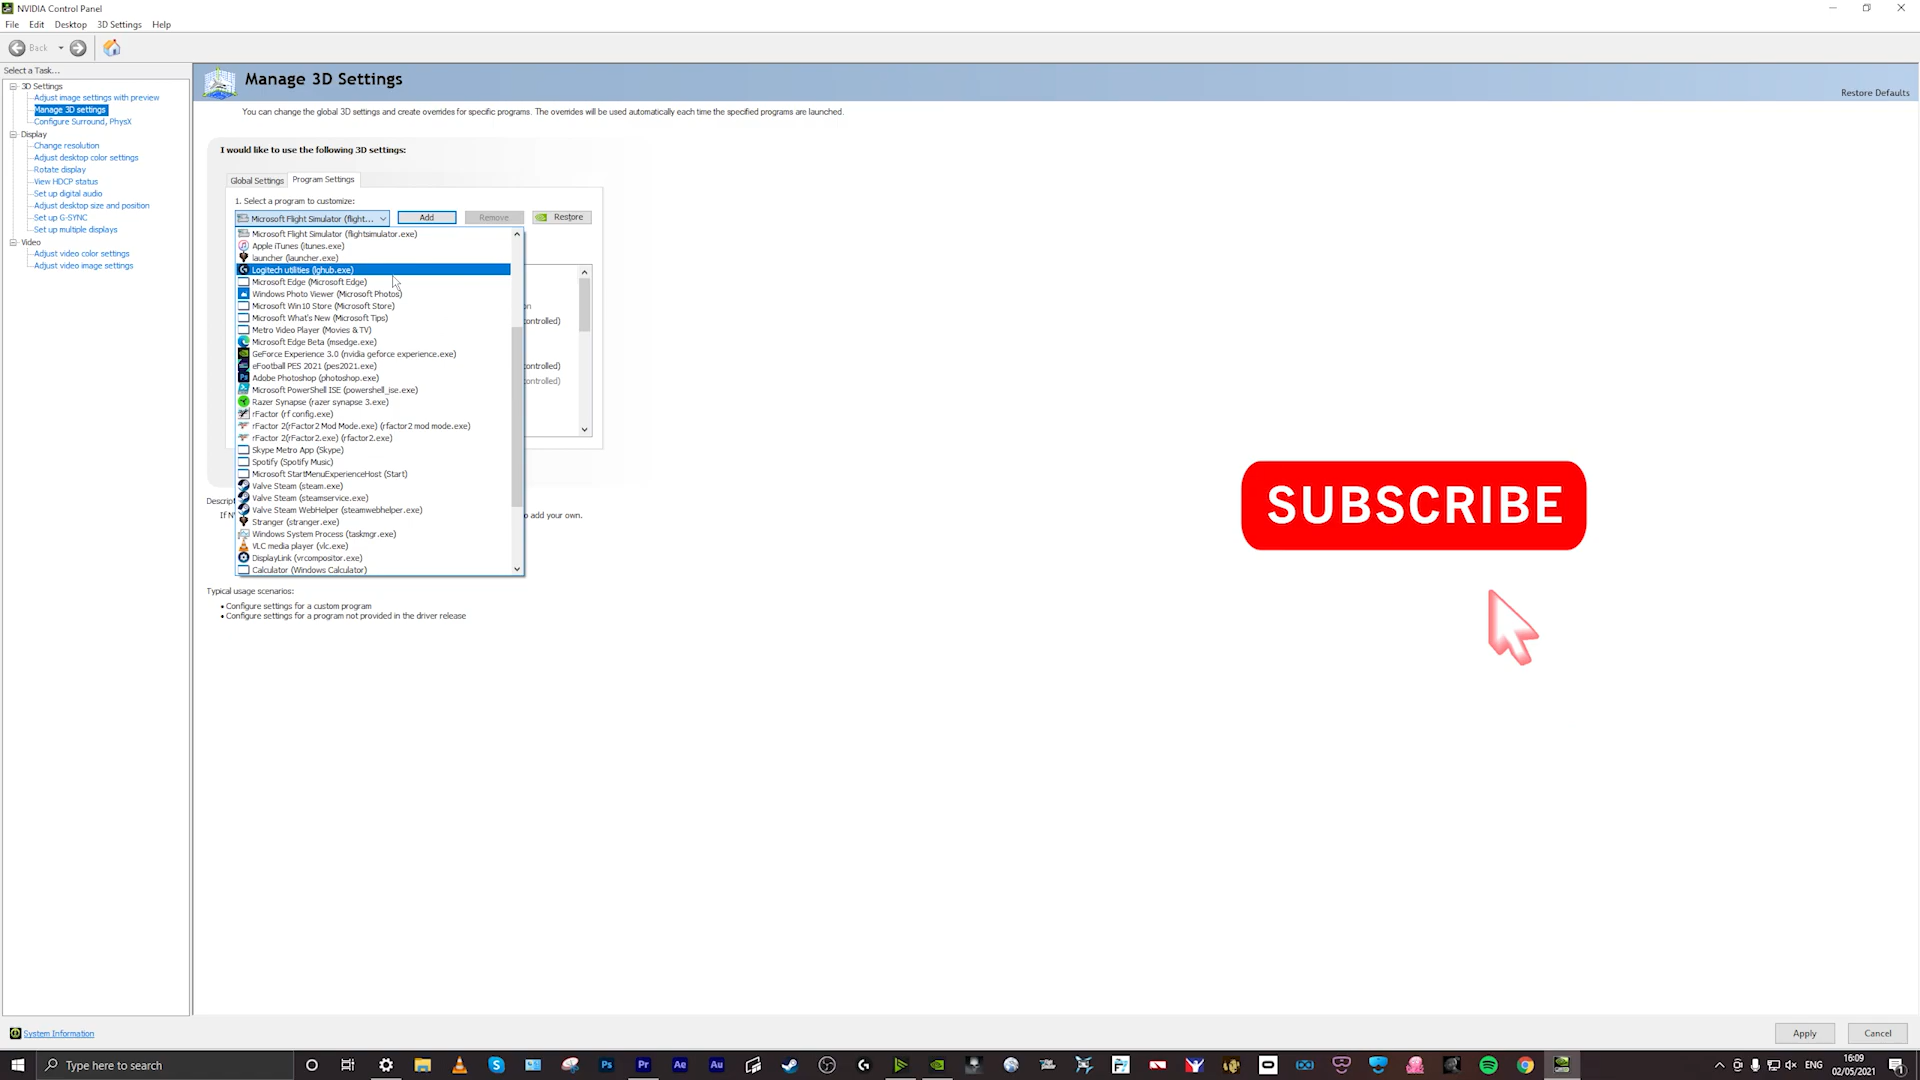 NVIDIA Control Panel
File Edit Desktop 3D Settings Help
Back
Select a Task...
3D Settings
Adjust image settings with preview
Manage 3D settings
Configure Surround, PhysX
Display
Change resolution
Adjust desktop color settings
Rotate display
View HDCP status
Set up digital audio
Adjust desktop size and position
Set up G-SYNC
Set up multiple displays
Video
Adjust video color settings
Adjust video image settings
System Information
Manage 3D Settings
Restore Defaults
You can change the global 3D settings and create overrides for specific programs. The overrides will be used automatically each time the specified programs are launched.
I would like to use the following 3D settings:
Global Settings Program Settings
1. Select a program to customize:
Microsoft Flight Simulator (flight... Add Remove Restore
Microsoft Flight Simulator (flightsimulator.exe)
Apple iTunes (itunes.exe)
launcher (launcher.exe)
Logitech utilities (lghub.exe)
Microsoft Edge (Microsoft Edge)
Windows Photo Viewer (Microsoft Photos)
Microsoft Win10 Store (Microsoft Store)
on
Microsoft What's New (Microsoft Tips)
ontrolled)
Metro Video Player (Movies & TV)
Microsoft Edge Beta (msedge.exe)
GeForce Experience 3.0 (nvidia geforce experience.exe)
eFootball PES 2021 (pes2021.exe)
ontrolled)
Adobe Photoshop (photoshop.exe)
ontrolled)
Microsoft PowerShell ISE (powershell_ise.exe)
Razer Synapse (razer synapse 3.exe)
rFactor (rf config.exe)
rFactor 2(rFactor2 Mod Mode.exe) (rfactor2 mod mode.exe)
rFactor 2(rFactor2.exe) (rfactor2.exe)
Skype Metro App (Skype)
Spotify (Spotify Music)
Microsoft StartMenuExperienceHost (Start)
Valve Steam (steam.exe)
Valve Steam (steamservice.exe)
Valve Steam WebHelper (steamwebhelper.exe)
Stranger (stranger.exe)
Windows System Process (taskmgr.exe)
VLC media player (vlc.exe)
DisplayLink (vrcompositor.exe)
Calculator (Windows Calculator)
Descript
If N
o add your own.
Typical usage scenarios:
• Configure settings for a custom program
• Configure settings for a program not provided in the driver release
SUBSCRIBE
Apply Cancel
Type here to search
Ps Pr Ae Au
ENG
16:09
02/05/2021